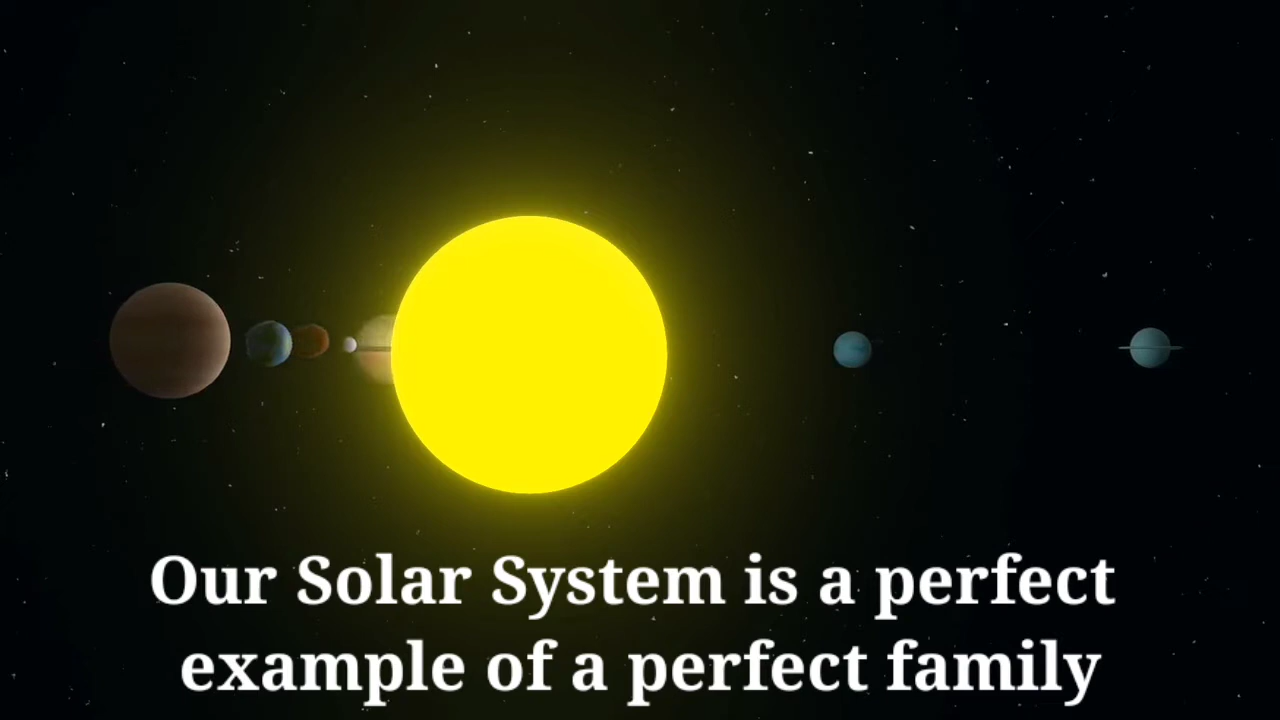 Our Solar System is a perfect
example of a perfect family